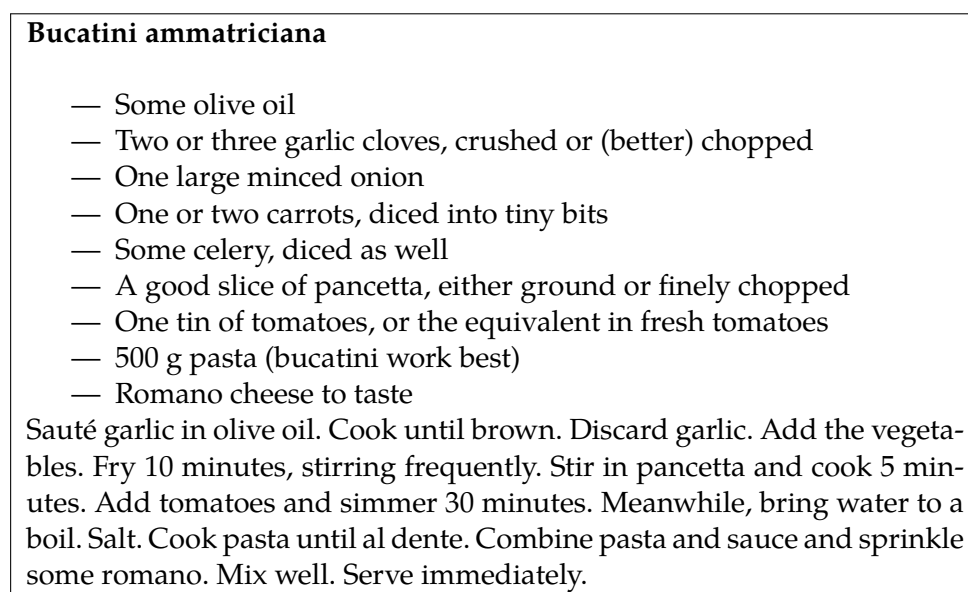 Bucatini ammatriciana
— Some olive oil
— Two or three garlic cloves, crushed or (better) chopped
— One large minced onion
— One or two carrots, diced into tiny bits
— Some celery, diced as well
— A good slice of pancetta, either ground or finely chopped
— One tin of tomatoes, or the equivalent in fresh tomatoes
— 500 g pasta (bucatini work best)
— Romano cheese to taste
Sauté garlic in olive oil. Cook until brown. Discard garlic. Add the vegeta-
bles. Fry 10 minutes, stirring frequently. Stir in pancetta and cook 5 min-
utes. Add tomatoes and simmer 30 minutes. Meanwhile, bring water to a
boil. Salt. Cook pasta until al dente. Combine pasta and sauce and sprinkle
some romano. Mix well. Serve immediately.